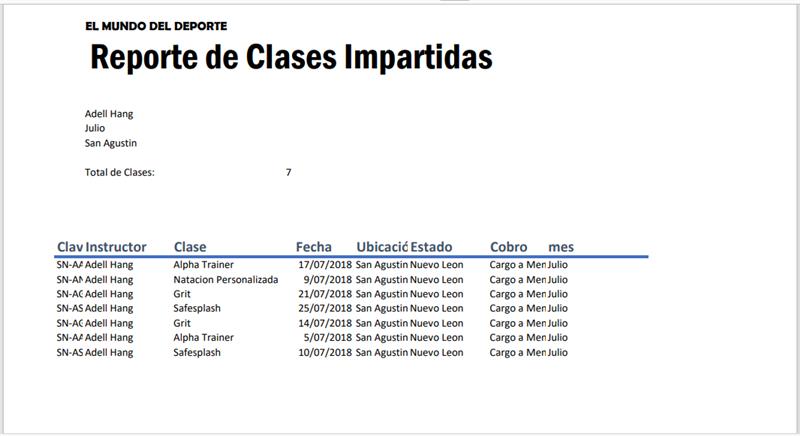 EL MUNDO DEL DEPORTE
Reporte de Clases Impartidas
Adell Hang
Julio
San Agustin
Total de Clases: 7
Clav Instructor Clase Fecha Ubicació Estado Cobro mes
SN-AA Adell Hang Alpha Trainer 17/07/2018 San Agustin Nuevo Leon Cargo a Men Julio
SN-AN Adell Hang Natacion Personalizada 9/07/2018 San Agustin Nuevo Leon Cargo a Men Julio
SN-AG Adell Hang Grit 21/07/2018 San Agustin Nuevo Leon Cargo a Men Julio
SN-AS Adell Hang Safesplash 25/07/2018 San Agustin Nuevo Leon Cargo a Men Julio
SN-AG Adell Hang Grit 14/07/2018 San Agustin Nuevo Leon Cargo a Men Julio
SN-AA Adell Hang Alpha Trainer 5/07/2018 San Agustin Nuevo Leon Cargo a Men Julio
SN-AS Adell Hang Safesplash 10/07/2018 San Agustin Nuevo Leon Cargo a Men Julio